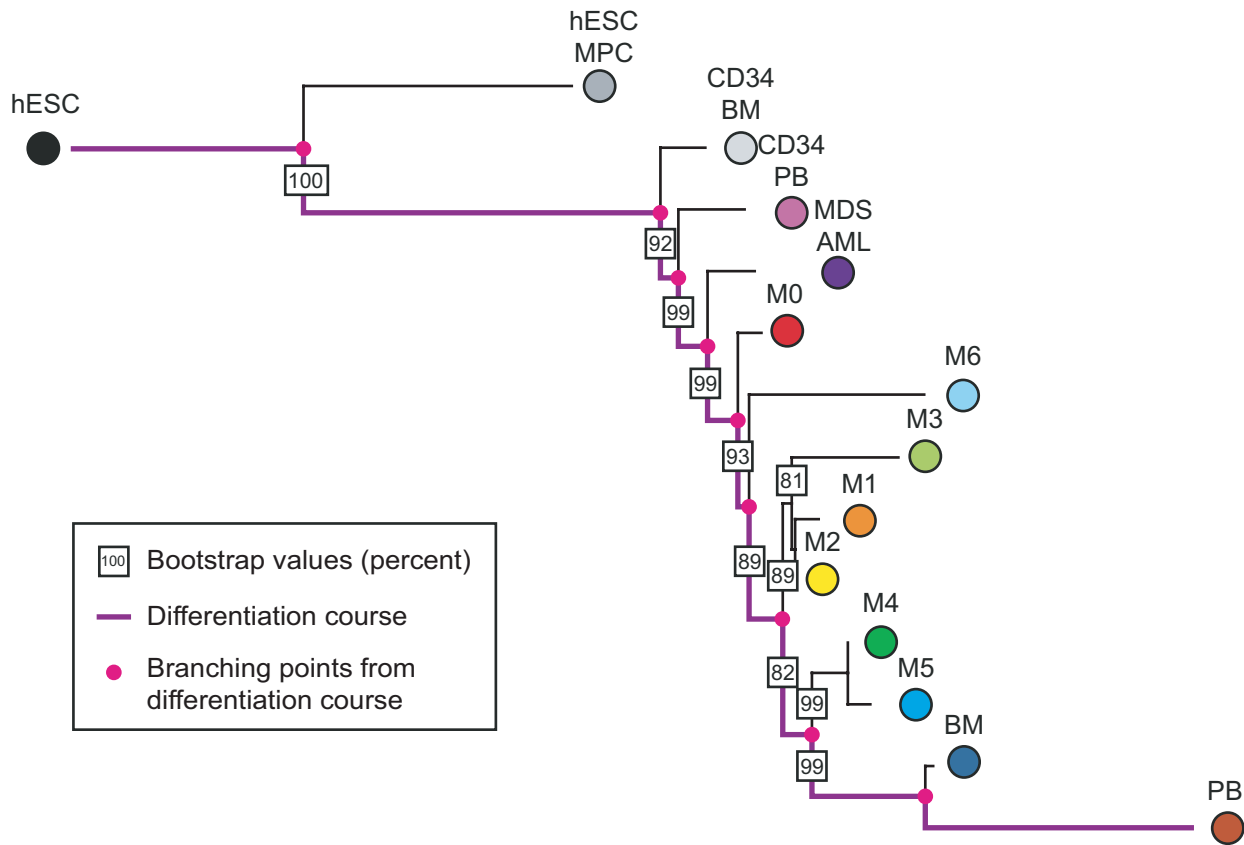 hESC
MPC
hESC
CD34
BM
CD34
PB
MDS
AML
M0
M6
M3
M1
M2
M4
M5
BM
PB
100
92
99
99
93
81
89
89
82
99
99
100 Bootstrap values (percent)
Differentiation course
Branching points from
differentiation course